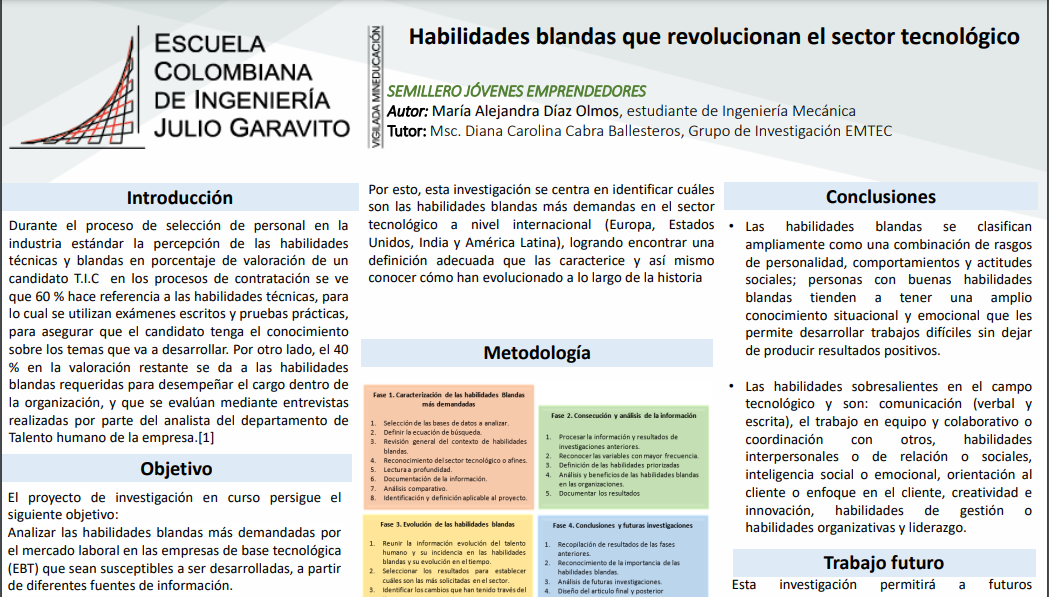 ESCUELA
COLOMBIANA
DE INGENIERÍA
JULIO GARAVITO
VIGILADA MINEDUCACIÓN
Habilidades blandas que revolucionan el sector tecnológico
SEMILLERO JÓVENES EMPRENDEDORES
Autor: María Alejandra Díaz Olmos, estudiante de Ingeniería Mecánica
Tutor: Msc. Diana Carolina Cabra Ballesteros, Grupo de Investigación EMTEC
Introducción
Durante el proceso de selección de personal en la
industria estándar la percepción de las habilidades
técnicas y blandas en porcentaje de valoración de un
candidato T.I.C en los procesos de contratación se ve
que 60 % hace referencia a las habilidades técnicas, para
lo cual se utilizan exámenes escritos y pruebas prácticas,
para asegurar que el candidato tenga el conocimiento
sobre los temas que va a desarrollar. Por otro lado, el 40
% en la valoración restante se da a las habilidades
blandas requeridas para desempeñar el cargo dentro de
la organización, y que se evalúan mediante entrevistas
realizadas por parte del analista del departamento de
Talento humano de la empresa.[1]
Objetivo
El proyecto de investigación en curso persigue el
siguiente objetivo:
Analizar las habilidades blandas más demandadas por
el mercado laboral en las empresas de base tecnológica
(EBT) que sean susceptibles a ser desarrolladas, a partir
de diferentes fuentes de información.
Por esto, esta investigación se centra en identificar cuáles
son las habilidades blandas más demandas en el sector
tecnológico a nivel internacional (Europa, Estados
Unidos, India y América Latina), logrando encontrar una
definición adecuada que las caracterice y así mismo
conocer cómo han evolucionado a lo largo de la historia
Metodología
Fase 1. Caracterización de las habilidades Blandas
más demandadas
1. Selección de las bases de datos a analizar.
2. Definir la ecuación de búsqueda.
3. Revisión general del contexto de habilidades
blandas.
4. Reconocimiento del sector tecnológico o afines.
5. Lectura a profundidad.
6. Documentación de la información.
7. Análisis comparativo.
8. Identificación y definición aplicable al proyecto.
Fase 2. Consecución y análisis de la información
1. Procesar la información y resultados de
investigaciones anteriores.
2. Reconocer las variables con mayor frecuencia.
3. Definición de las habilidades priorizadas
4. Análisis y beneficios de las habilidades blandas
en las organizaciones.
5. Documentar los resultados
Fase 3. Evolución de las habilidades blandas
1. Reunir la información evolución del talento
humano y su incidencia en las habilidades
blandas y su evolución en el tiempo.
2. Seleccionar los resultados para establecer
cuáles son las más solicitadas en el sector.
3. Identificar los cambios que han tenido través del
Fase 4. Conclusiones y futuras investigaciones
1. Recopilación de resultados de las fases
anteriores.
2. Reconocimiento de la importancia de las
habilidades blandas.
3. Análisis de futuras investigaciones.
4. Diseño del articulo final y posterior
Conclusiones
• Las habilidades blandas se clasifican
ampliamente como una combinación de rasgos
de personalidad, comportamientos y actitudes
sociales; personas con buenas habilidades
blandas tienden a tener una amplio
conocimiento situacional y emocional que les
permite desarrollar trabajos difíciles sin dejar
de producir resultados positivos.
• Las habilidades sobresalientes en el campo
tecnológico y son: comunicación (verbal y
escrita), el trabajo en equipo y colaborativo o
coordinación con otros, habilidades
interpersonales o de relación o sociales,
inteligencia social o emocional, orientación al
cliente o enfoque en el cliente, creatividad e
innovación, habilidades de gestión o
habilidades organizativas y liderazgo.
Trabajo futuro
Esta investigación permitirá a futuros